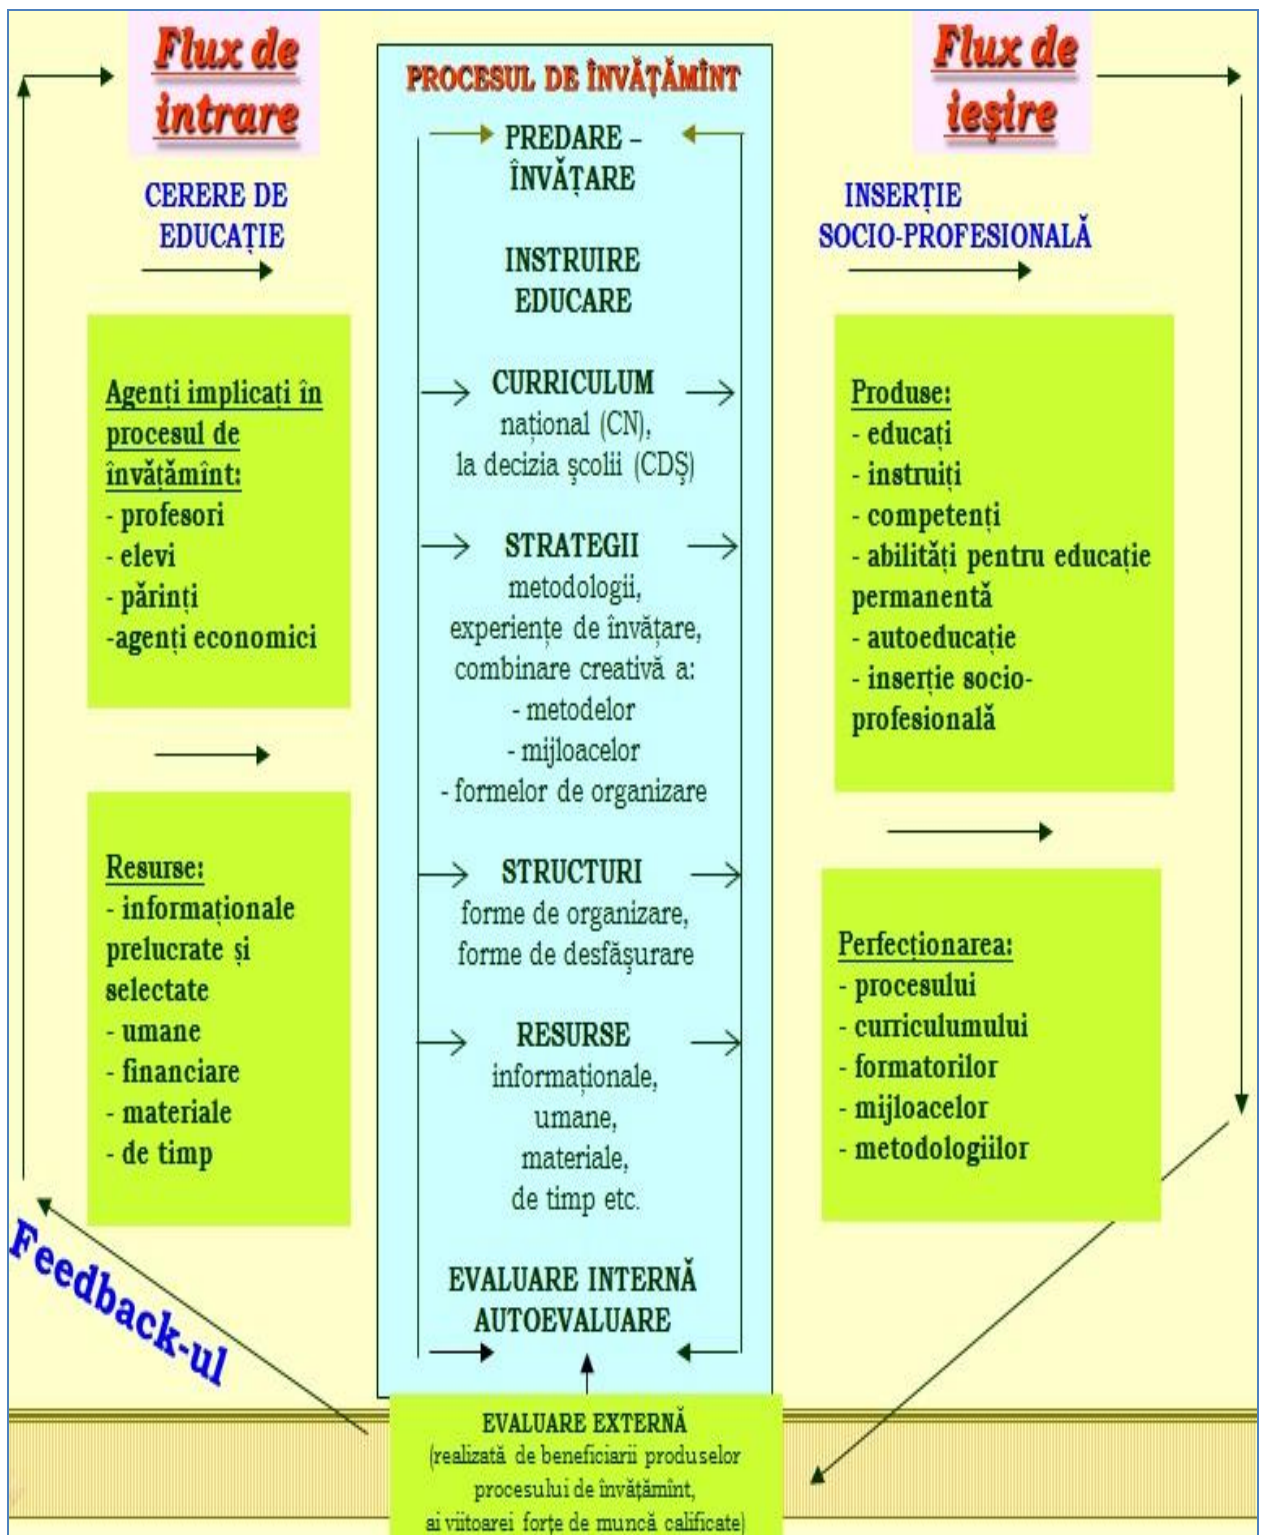 Flux de
intrare
CERERE DE
EDUCAȚIE
Agenți implicați în
procesul de
învățămînt:
- profesori
- elevi
- părinți
-agenți economici
Resurse:
- informaționale
prelucrate și
selectate
- umane
- financiare
- materiale
- de timp
Feedback-ul
PROCESUL DE ÎNVĂȚĂMÎNT
PREDARE –
ÎNVĂȚARE
INSTRUIRE
EDUCARE
CURRICULUM
național (CN),
la decizia şcolii (CDŞ)
STRATEGII
metodologii,
experiențe de învățare,
combinare creativă a:
- metodelor
- mijloacelor
- formelor de organizare
STRUCTURI
forme de organizare,
forme de desfăşurare
RESURSE
informaționale,
umane,
materiale,
de timp etc.
EVALUARE INTERNĂ
AUTOEVALUARE
EVALUARE EXTERNĂ
(realizată de beneficiarii produselor
procesului de învățămînt,
ai viitoarei forțe de muncă calificate)
Flux de
ieşire
INSERȚIE
SOCIO-PROFESIONALĂ
Produse:
- educați
- instruiți
- competenți
- abilități pentru educație
permanentă
- autoeducație
- inserție socio-
profesională
Perfecționarea:
- procesului
- curriculumului
- formatorilor
- mijloacelor
- metodologiilor